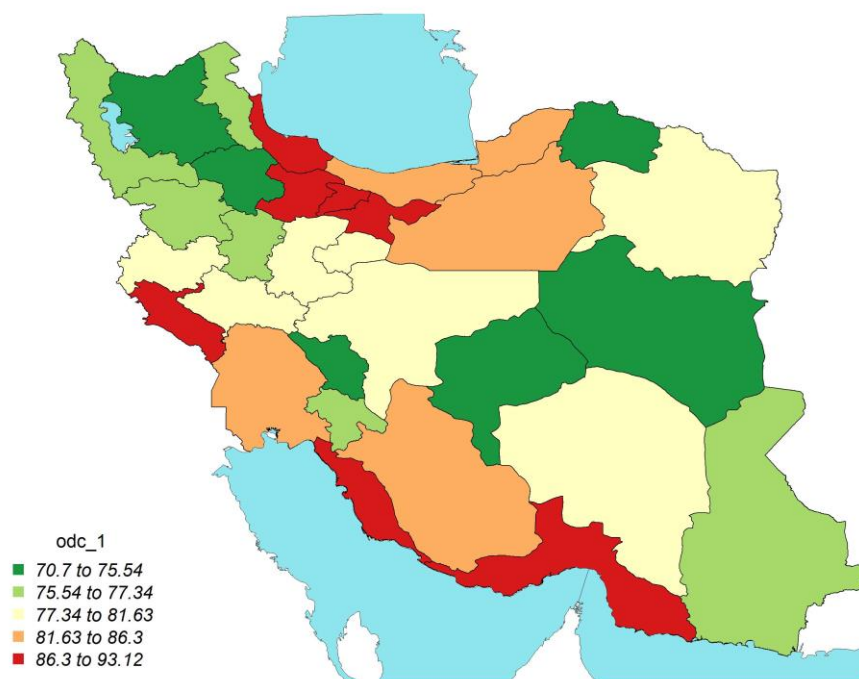 odc_1
70.7 to 75.54
75.54 to 77.34
77.34 to 81.63
81.63 to 86.3
86.3 to 93.12